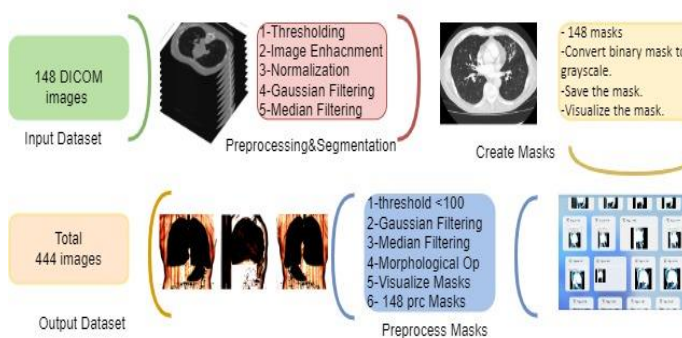 148 DICOM
images
Input Dataset
1-Thresholding
2-Image Enhacnment
3-Normalization
4-Gaussian Filtering
5-Median Filtering
Preprocessing&Segmentation
Create Masks
- 148 masks
-Convert binary mask to
grayscale.
-Save the mask.
-Visualize the mask.
Total
444 images
Output Dataset
1-threshold <100
2-Gaussian Filtering
3-Median Filtering
4-Morphological Op
5-Visualize Masks
6- 148 prc Masks
Preprocess Masks